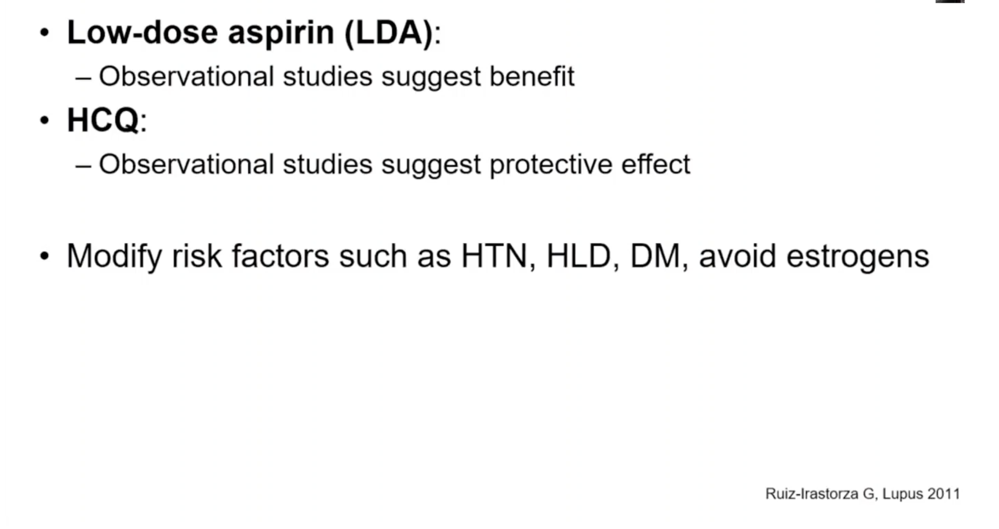 • Low-dose aspirin (LDA):
– Observational studies suggest benefit
• HCQ:
– Observational studies suggest protective effect
• Modify risk factors such as HTN, HLD, DM, avoid estrogens
Ruiz-Irastorza G, Lupus 2011